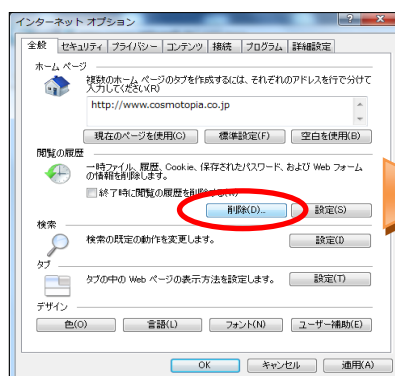 インターネット オプション
全般 セキュリティ プライバシー コンテンツ 接続 プログラム 詳細設定
ホーム ページ
複数のホーム ページのタブを作成するには、それぞれのアドレスを行で分けて
入力してください(R)
http://www.cosmotopia.co.jp
現在のページを使用(C) 標準設定(F) 空白を使用(B)
閲覧の履歴
一時ファイル、履歴、Cookie、保存されたパスワード、および Web フォーム
の情報を削除します。
終了時に閲覧の履歴を削除する
削除(D)... 設定(S)
検索
検索の既定の動作を変更します。 設定(I)
タブ
タブの中の Web ページの表示方法を設定します。 設定(T)
デザイン
色(O) 言語(L) フォント(N) ユーザー補助(E)
OK キャンセル 適用(A)